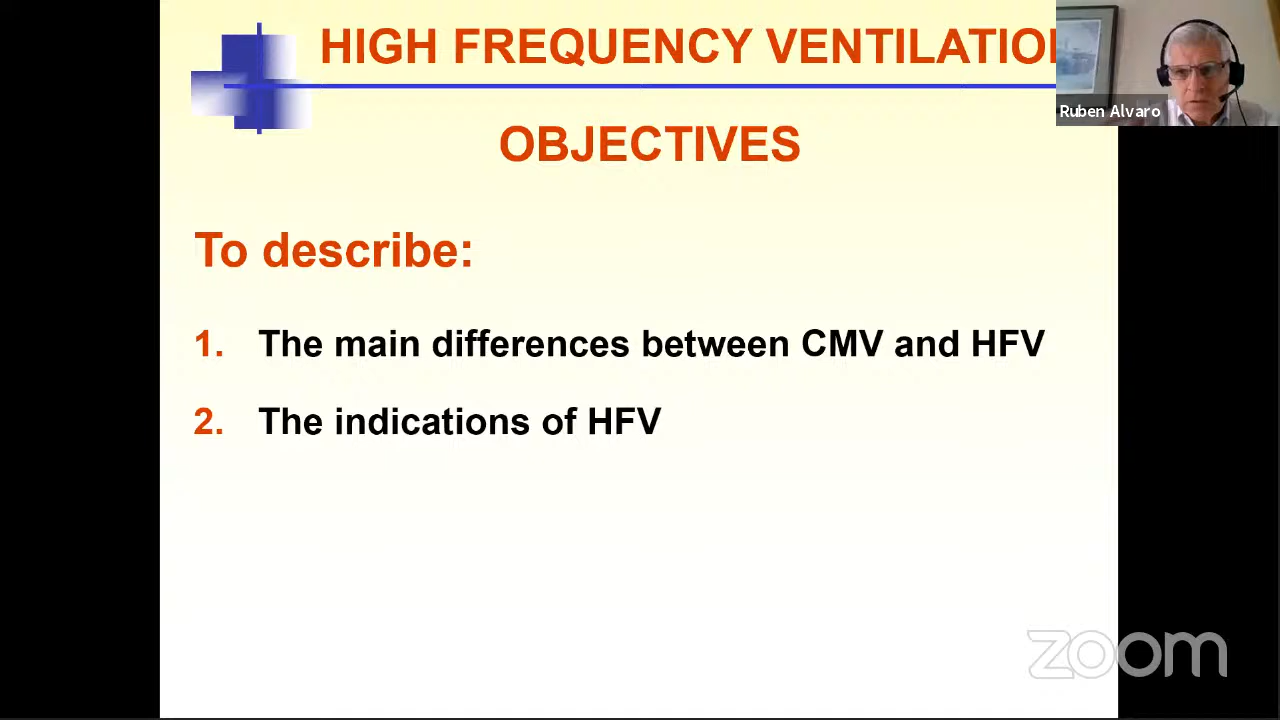 HIGH FREQUENCY VENTILATION
Ruben Alvaro
OBJECTIVES
To describe:
1. The main differences between CMV and HFV
2. The indications of HFV
zoom